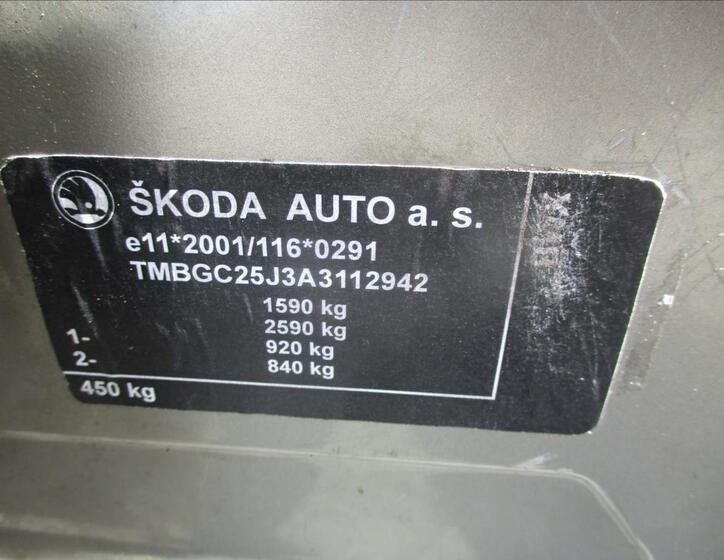 ŠKODA AUTO a. s.
e11*2001/116*0291
TMBGC25J3A3112942
1590 kg
2590 kg
1- 920 kg
2- 840 kg
450 kg